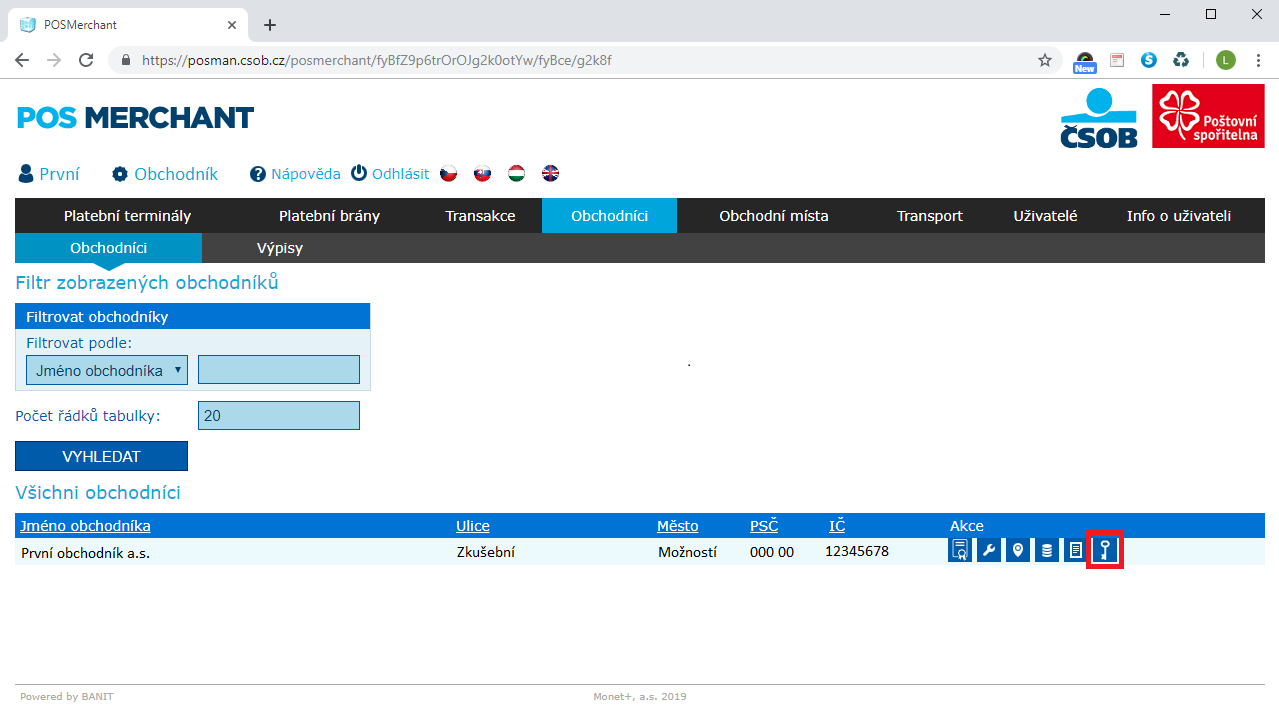 POSMerchant
https://posman.csob.cz/posmerchant/fyBfZ9p6trOrOJg2k0otYw/fyBce/g2k8f
New
S
L
POS MERCHANT
ČSOB
Poštovní
spořitelna
První
Obchodník
Nápověda
Odhlásit
Platební terminály
Platební brány
Transakce
Obchodníci
Obchodní místa
Transport
Uživatelé
Info o uživateli
Obchodníci
Výpisy
Filtr zobrazených obchodníků
Filtrovat obchodníky
Filtrovat podle:
Jméno obchodníka
.
Počet řádků tabulky:
20
VYHLEDAT
Všichni obchodníci
Jméno obchodníka Ulice Město PSČ IČ Akce
První obchodník a.s. Zkušební Možností 000 00 12345678
Powered by BANIT
Monet+, a.s. 2019